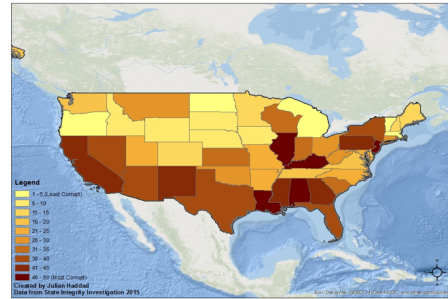 Legend
1 - 5 (Least Corrupt)
6 - 10
11 - 15
16 - 20
21 - 25
26 - 30
31 - 35
36 - 40
41 - 45
46 - 50 (Most Corrupt)
Created by Julian Haddad
Data from State Integrity Investigation 2015